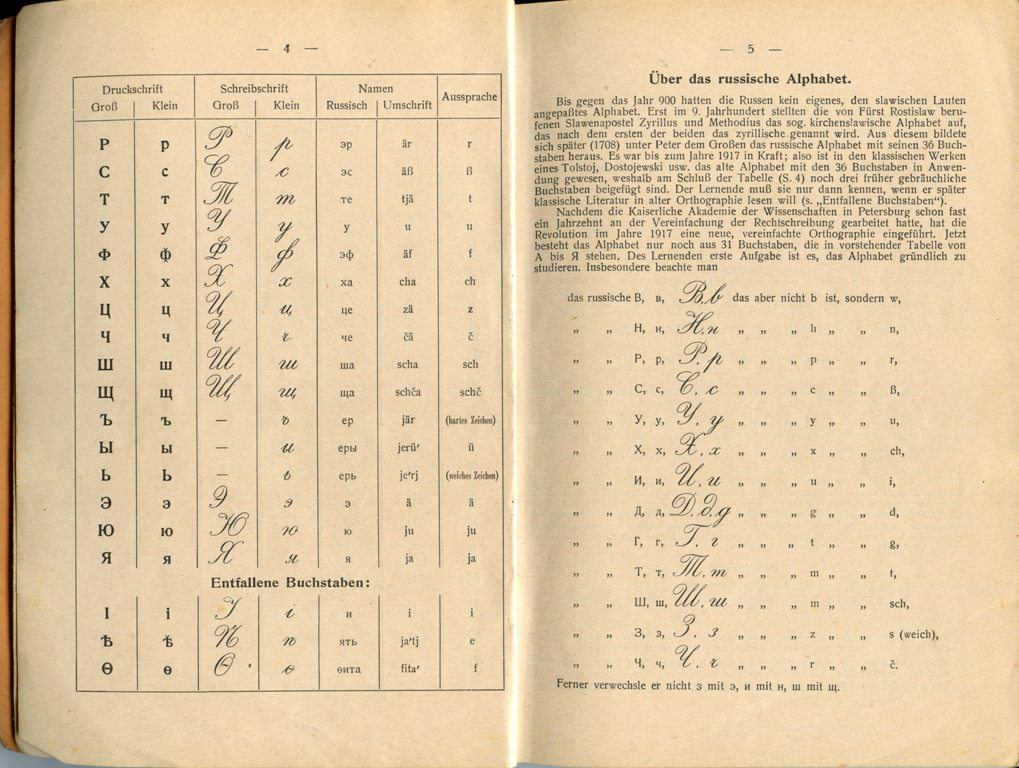 — 4 —
Druckschrift Schreibschrift Namen Aussprache
Groß Klein Groß Klein Russisch Umschrift
Р р Р р эр är r
С с С с эс äß ß
Т т Т т те tjä t
У у У у у u u
Ф ф Ф ф эф äf f
Х х Х х ха cha ch
Ц ц Ц ц це zä z
Ч ч Ч ч че čä č
Ш ш Ш ш ша scha sch
Щ щ Щ щ ща schča schč
Ъ ъ — ъ ер jär (hartes Zeichen)
Ы ы — ы еры jerü′ ü
Ь ь — ь ерь je′rj (weiches Zeichen)
Э э Э э э ä ä
Ю ю Ю ю ю ju ju
Я я Я я я ja ja
Entfallene Buchstaben:
І і І і и i i
Ѣ ѣ Ѣ ѣ ять ja′tj e
Ѳ ѳ Ѳ ѳ ѳита fita′ f
— 5 —
Über das russische Alphabet.
Bis gegen das Jahr 900 hatten die Russen kein eigenes, den slawischen Lauten
angepaßtes Alphabet. Erst im 9. Jahrhundert stellten die von Fürst Rostislaw beru-
fenen Slawenapostel Zyrillus und Methodius das sog. kirchenslawische Alphabet auf,
das nach dem ersten der beiden das zyrillische genannt wird. Aus diesem bildete
sich später (1708) unter Peter dem Großen das russische Alphabet mit seinen 36 Buch-
staben heraus. Es war bis zum Jahre 1917 in Kraft; also ist in den klassischen Werken
eines Tolstoj, Dostojewski usw. das alte Alphabet mit den 36 Buchstaben in Anwen-
dung gewesen, weshalb am Schluß der Tabelle (S. 4) noch drei früher gebräuchliche
Buchstaben beigefügt sind. Der Lernende muß sie nur dann kennen, wenn er später
klassische Literatur in alter Orthographie lesen will (s. „Entfallene Buchstaben“).
Nachdem die Kaiserliche Akademie der Wissenschaften in Petersburg schon fast
ein Jahrzehnt an der Vereinfachung der Rechtschreibung gearbeitet hatte, hat die
Revolution im Jahre 1917 eine neue, vereinfachte Orthographie eingeführt. Jetzt
besteht das Alphabet nur noch aus 31 Buchstaben, die in vorstehender Tabelle von
А bis Я stehen. Des Lernenden erste Aufgabe ist es, das Alphabet gründlich zu
studieren. Insbesondere beachte man
das russische В, в, В, в das aber nicht b ist, sondern w,
„ „ Н, н, Н, н „ „ „ h „ n,
„ „ Р, р, Р, р „ „ „ p „ r,
„ „ С, с, С, с „ „ „ c „ ß,
„ „ У, у, У, у „ „ „ y „ u,
„ „ Х, х, Х, х „ „ „ x „ ch,
„ „ И, и, И, и „ „ „ u „ i,
„ „ Д, д, Д, д, д „ „ „ g „ d,
„ „ Г, г, Г, г „ „ „ t „ g,
„ „ Т, т, Т, т „ „ „ m „ t,
„ „ Ш, ш, Ш, ш „ „ „ m „ sch,
„ „ З, з, З, з „ „ „ z „ s (weich),
„ „ Ч, ч, Ч, ч „ „ „ r „ č.
Ferner verwechsle er nicht з mit э, и mit н, ш mit щ.